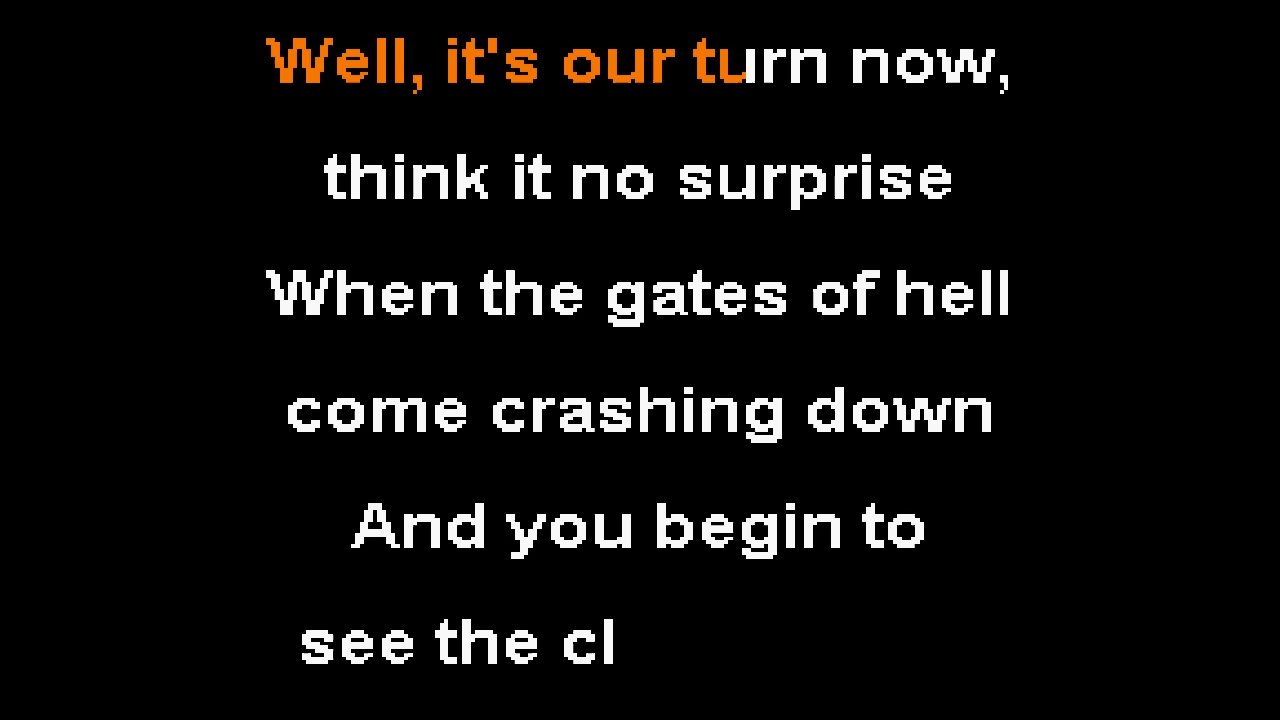 Well, it's our turn now,
think it no surprise
When the gates of hell
come crashing down
And you begin to
see the cl